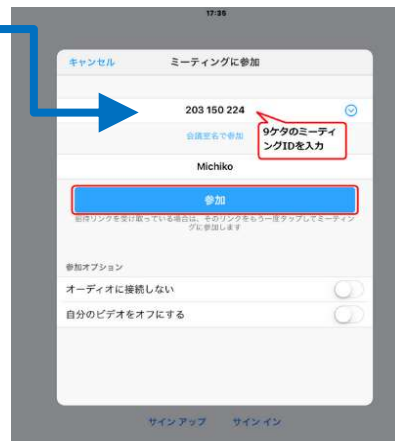 17:35
キャンセル
ミーティングに参加
203 150 224
会議室名で参加
9ケタのミーティ
ングIDを入力
Michiko
参加
招待リンクを受け取っている場合は、そのリンクをもう一度タップしてミーティン
グに参加します
参加オプション
オーディオに接続しない
自分のビデオをオフにする
サインアップ
サインイン